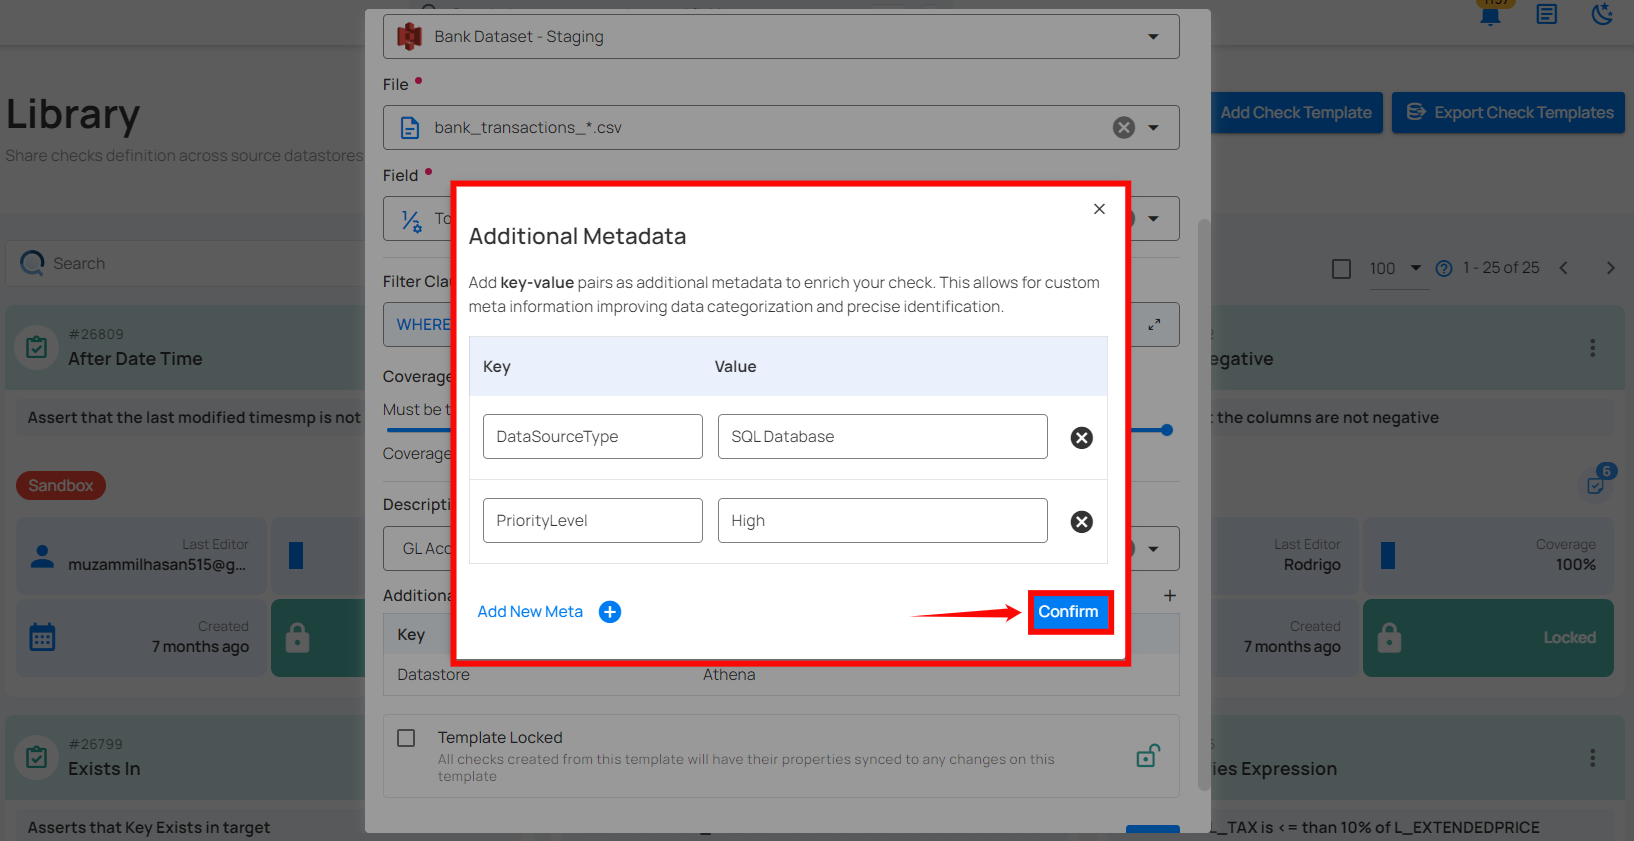 Bank Dataset - Staging
File
bank_transactions_*.csv
Library
Share checks definition across source datastores
Add Check Template
Export Check Templates
Field
To
Search
100
1 - 25 of 25
Filter Cla
WHERE
Additional Metadata
Add key-value pairs as additional metadata to enrich your check. This allows for custom
meta information improving data categorization and precise identification.
Key
Value
DataSourceType
SQL Database
PriorityLevel
High
Add New Meta
Confirm
#26809
After Date Time
Assert that the last modified timesmp is not
Sandbox
Last Editor
muzammilhasan515@g...
Created
7 months ago
Coverage
Must be t
Coverage
Descripti
GL Acc
Additiona
Key
Datastore
Athena
Template Locked
All checks created from this template will have their properties synced to any changes on this
template
egative
t the columns are not negative
6
Last Editor
Rodrigo
Coverage
100%
Created
7 months ago
Locked
#26799
Exists In
Asserts that Key Exists in target
ies Expression
L_TAX is <= than 10% of L_EXTENDEDPRICE